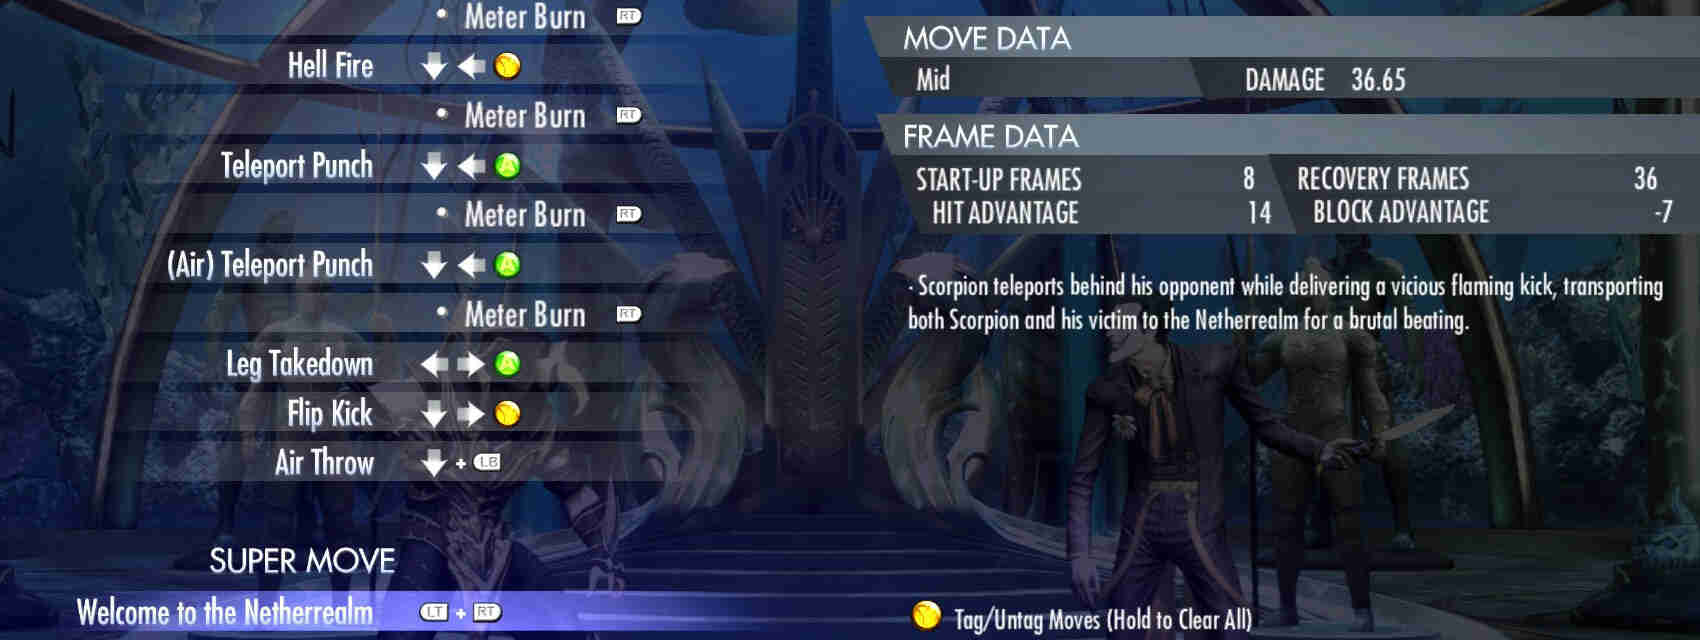 Meter Burn RT
Hell Fire Y
Meter Burn RT
Teleport Punch A
Meter Burn RT
(Air) Teleport Punch A
Meter Burn RT
Leg Takedown A
Flip Kick Y
Air Throw + LB
SUPER MOVE
Welcome to the Netherrealm LT + RT
MOVE DATA
Mid DAMAGE 36.65
FRAME DATA
START-UP FRAMES 8 RECOVERY FRAMES 36
HIT ADVANTAGE 14 BLOCK ADVANTAGE -7
- Scorpion teleports behind his opponent while delivering a vicious flaming kick, transporting
both Scorpion and his victim to the Netherrealm for a brutal beating.
Y Tag/Untag Moves (Hold to Clear All)